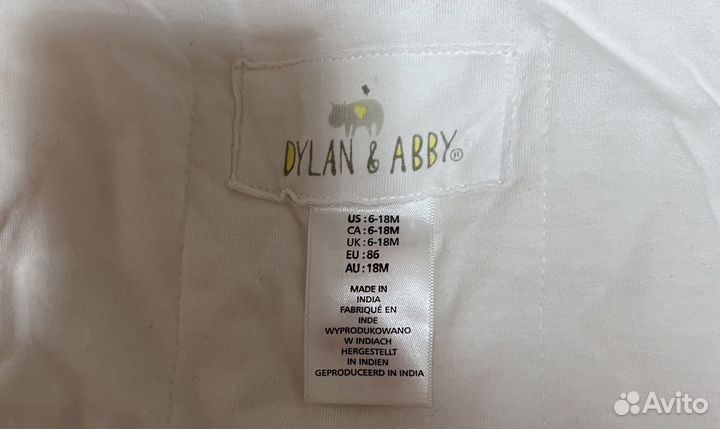 DYLAN & ABBY®
US : 6-18M
CA : 6-18M
UK : 6-18M
EU : 86
AU : 18M
MADE IN
INDIA
FABRIQUÉ EN
INDE
WYPRODUKOWANO
W INDIACH
HERGESTELLT
IN INDIEN
GEPRODUCEERD IN INDIA
Avito